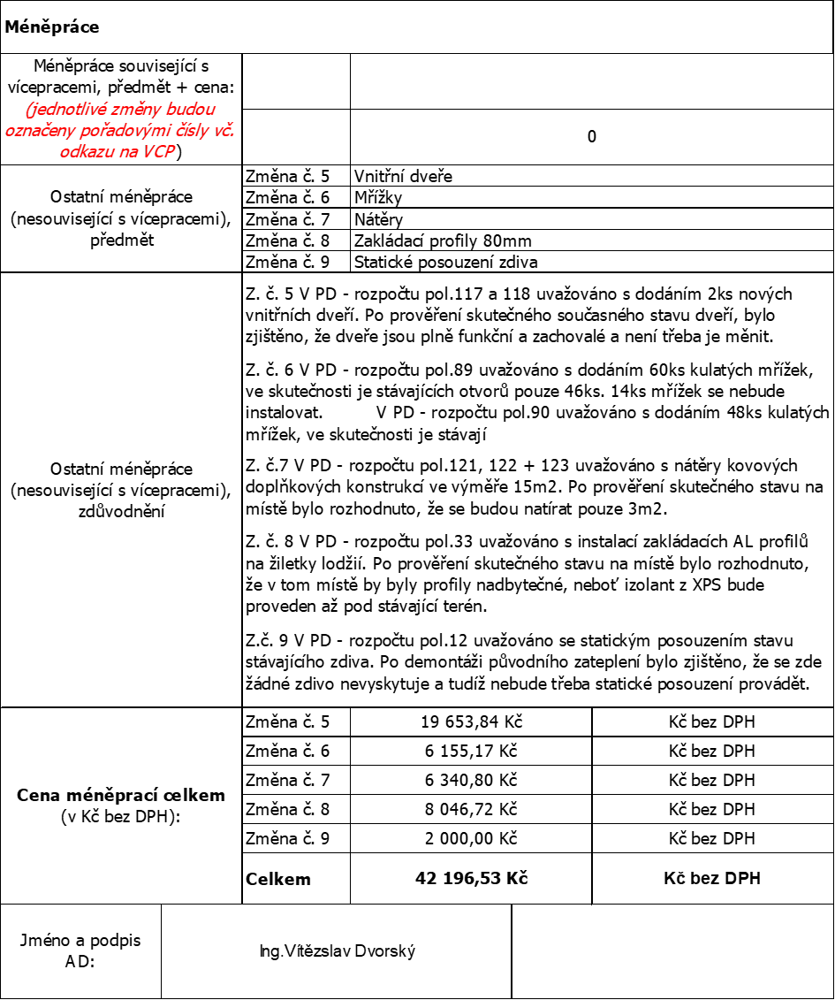 Méněpráce
Méněpráce související s
vícepracemi, předmět + cena:
(jednotlivé změny budou
označeny pořadovými čísly vč.
odkazu na VCP)
0
Ostatní méněpráce
(nesouvisející s vícepracemi),
předmět
Změna č. 5 Vnitřní dveře
Změna č. 6 Mřížky
Změna č. 7 Nátěry
Změna č. 8 Zakládací profily 80mm
Změna č. 9 Statické posouzení zdiva
Ostatní méněpráce
(nesouvisející s vícepracemi),
zdůvodnění
Z. č. 5 V PD - rozpočtu pol.117 a 118 uvažováno s dodáním 2ks nových
vnitřních dveří. Po prověření skutečného současného stavu dveří, bylo
zjištěno, že dveře jsou plně funkční a zachovalé a není třeba je měnit.
Z. č. 6 V PD - rozpočtu pol.89 uvažováno s dodáním 60ks kulatých mřížek,
ve skutečnosti je stávajících otvorů pouze 46ks. 14ks mřížek se nebude
instalovat. V PD - rozpočtu pol.90 uvažováno s dodáním 48ks kulatých
mřížek, ve skutečnosti je stávají
Z. č.7 V PD - rozpočtu pol.121, 122 + 123 uvažováno s nátěry kovových
doplňkových konstrukcí ve výměře 15m2. Po prověření skutečného stavu na
místě bylo rozhodnuto, že se budou natírat pouze 3m2.
Z. č. 8 V PD - rozpočtu pol.33 uvažováno s instalací zakládacích AL profilů
na žiletky lodžií. Po prověření skutečného stavu na místě bylo rozhodnuto,
že v tom místě by byly profily nadbytečné, neboť izolant z XPS bude
proveden až pod stávající terén.
Z.č. 9 V PD - rozpočtu pol.12 uvažováno se statickým posouzením stavu
stávajícího zdiva. Po demontáži původního zateplení bylo zjištěno, že se zde
žádné zdivo nevyskytuje a tudíž nebude třeba statické posouzení provádět.
Cena méněprací celkem
(v Kč bez DPH):
Změna č. 5 19 653,84 Kč Kč bez DPH
Změna č. 6 6 155,17 Kč Kč bez DPH
Změna č. 7 6 340,80 Kč Kč bez DPH
Změna č. 8 8 046,72 Kč Kč bez DPH
Změna č. 9 2 000,00 Kč Kč bez DPH
Celkem 42 196,53 Kč Kč bez DPH
Jméno a podpis
AD:
Ing.Vítězslav Dvorský